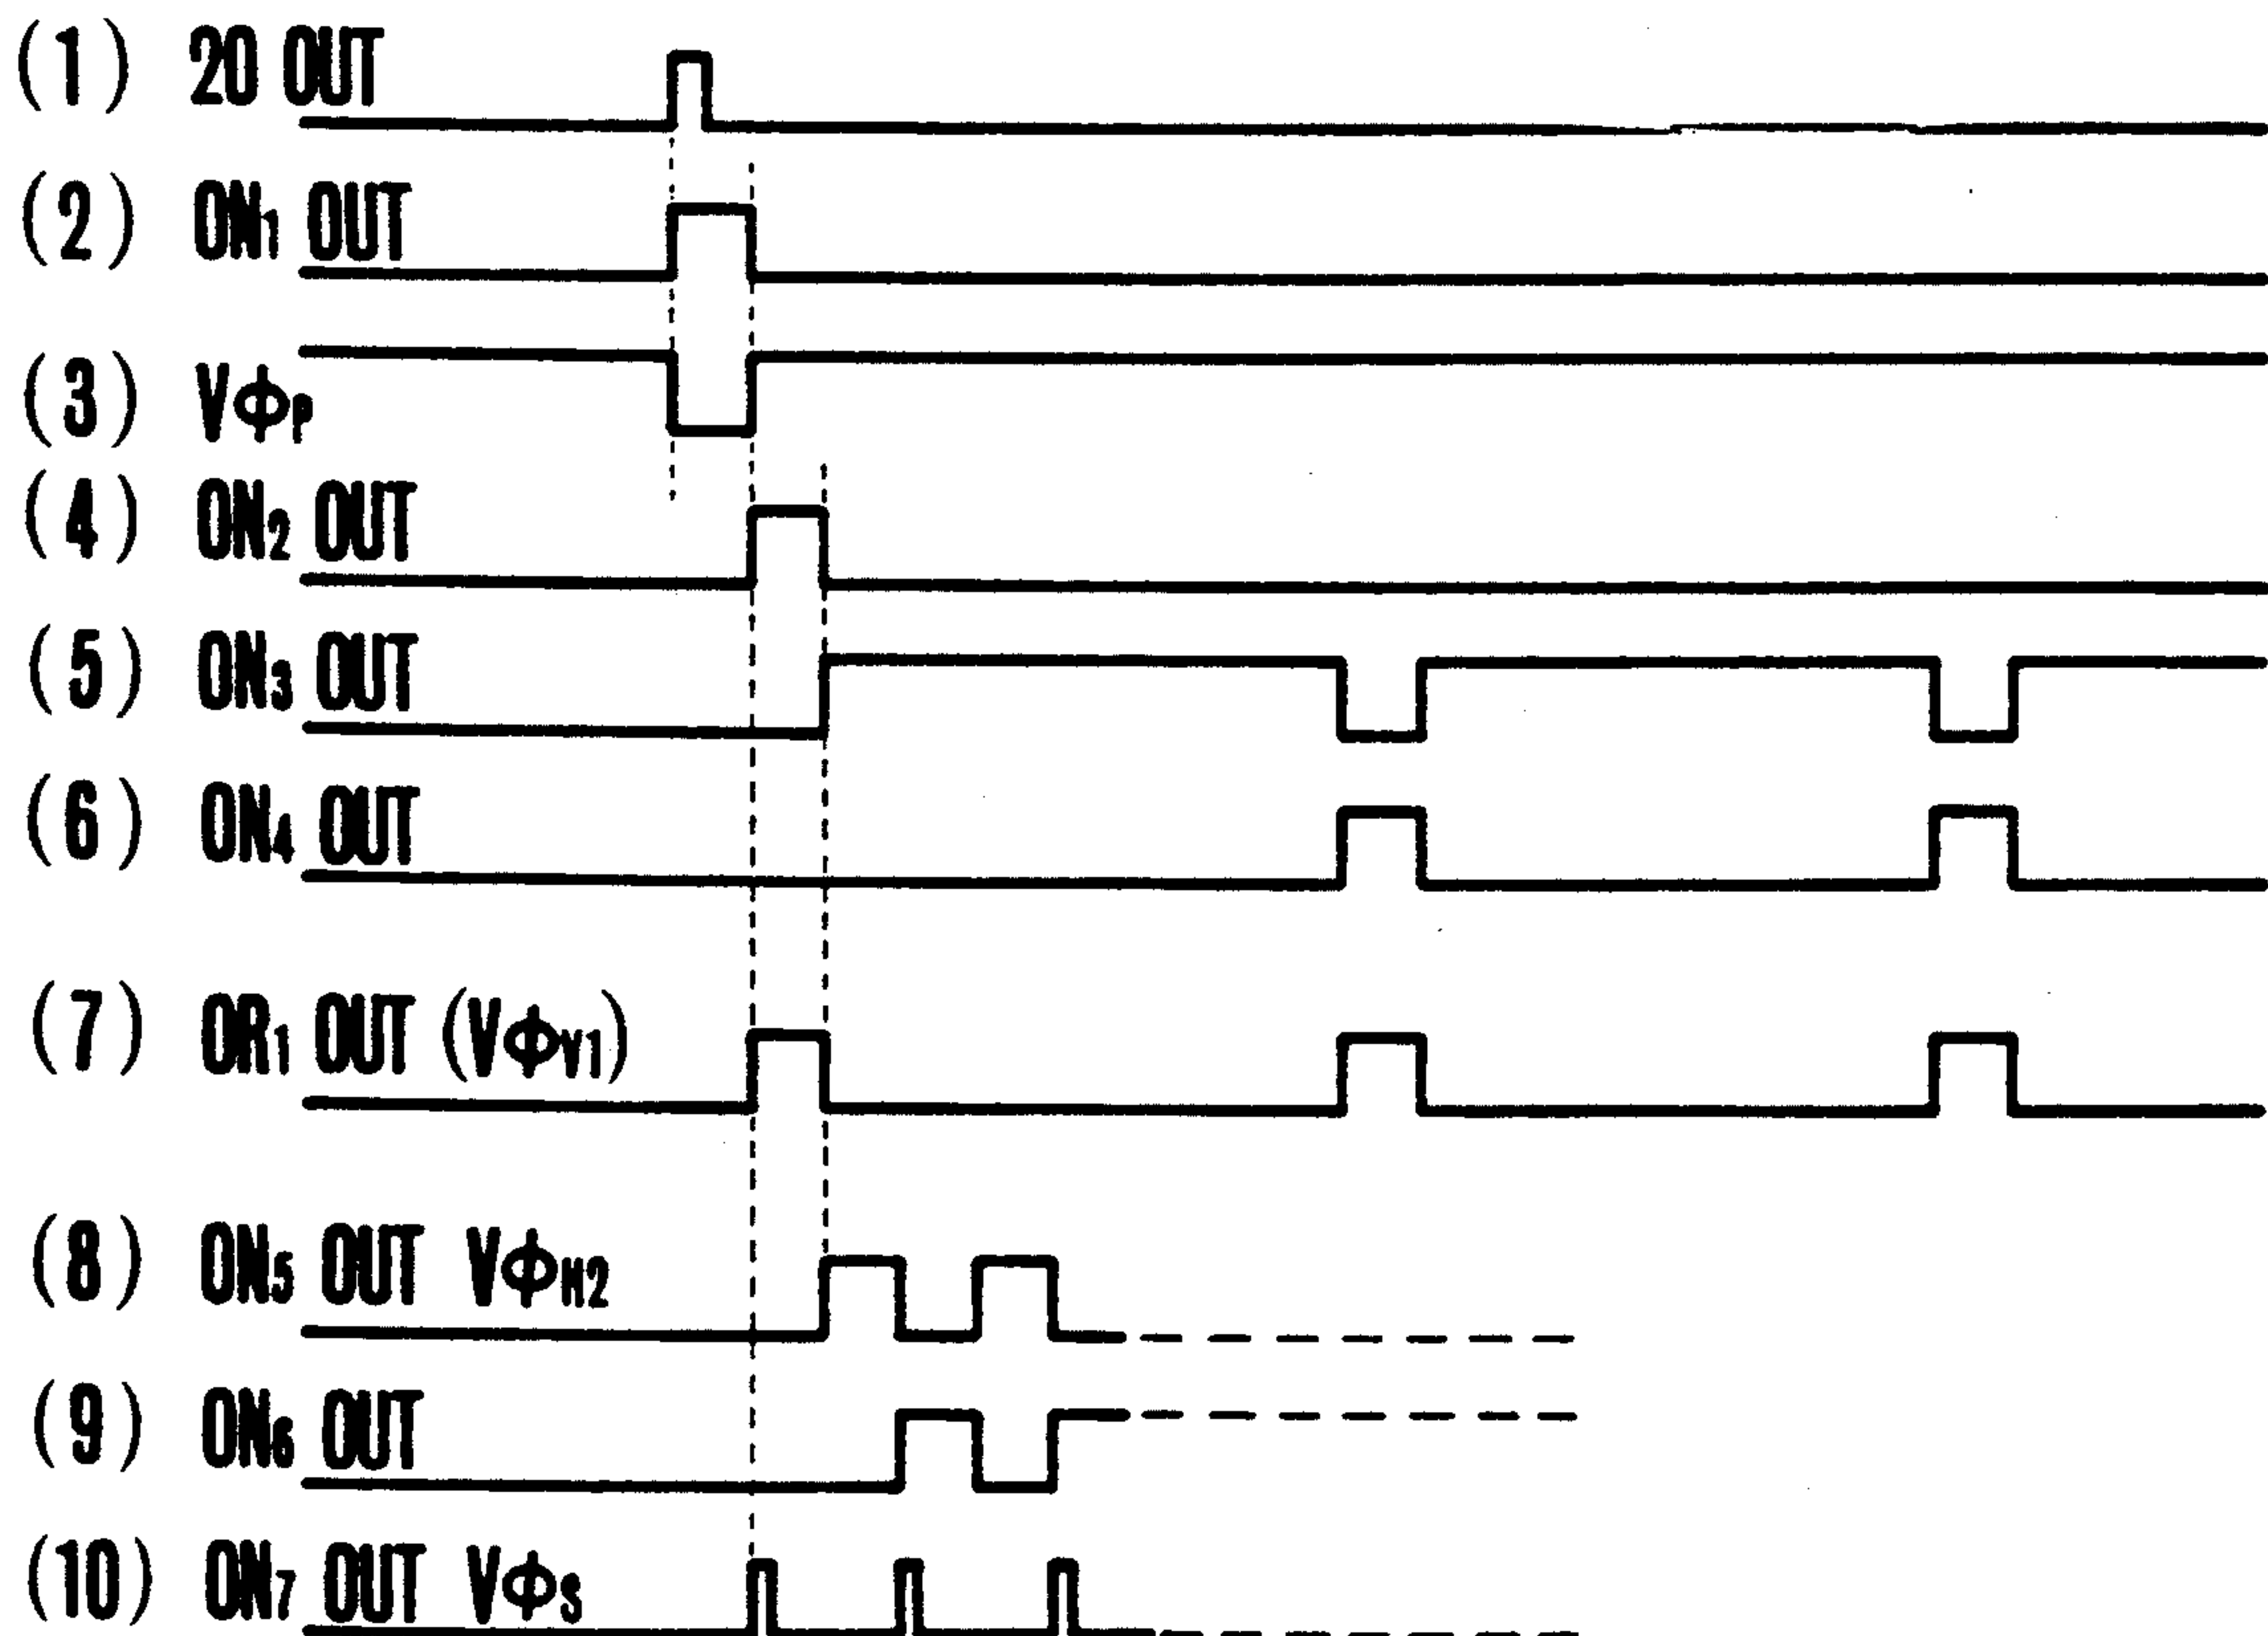 (1) 20 OUT
(2) ON1 OUT
(3) VΦP
(4) ON2 OUT
(5) ON3 OUT
(6) ON4 OUT
(7) OR1 OUT (VΦV1)
(8) ON5 OUT VΦH2
(9) ON6 OUT
(10) ON7 OUT VΦS